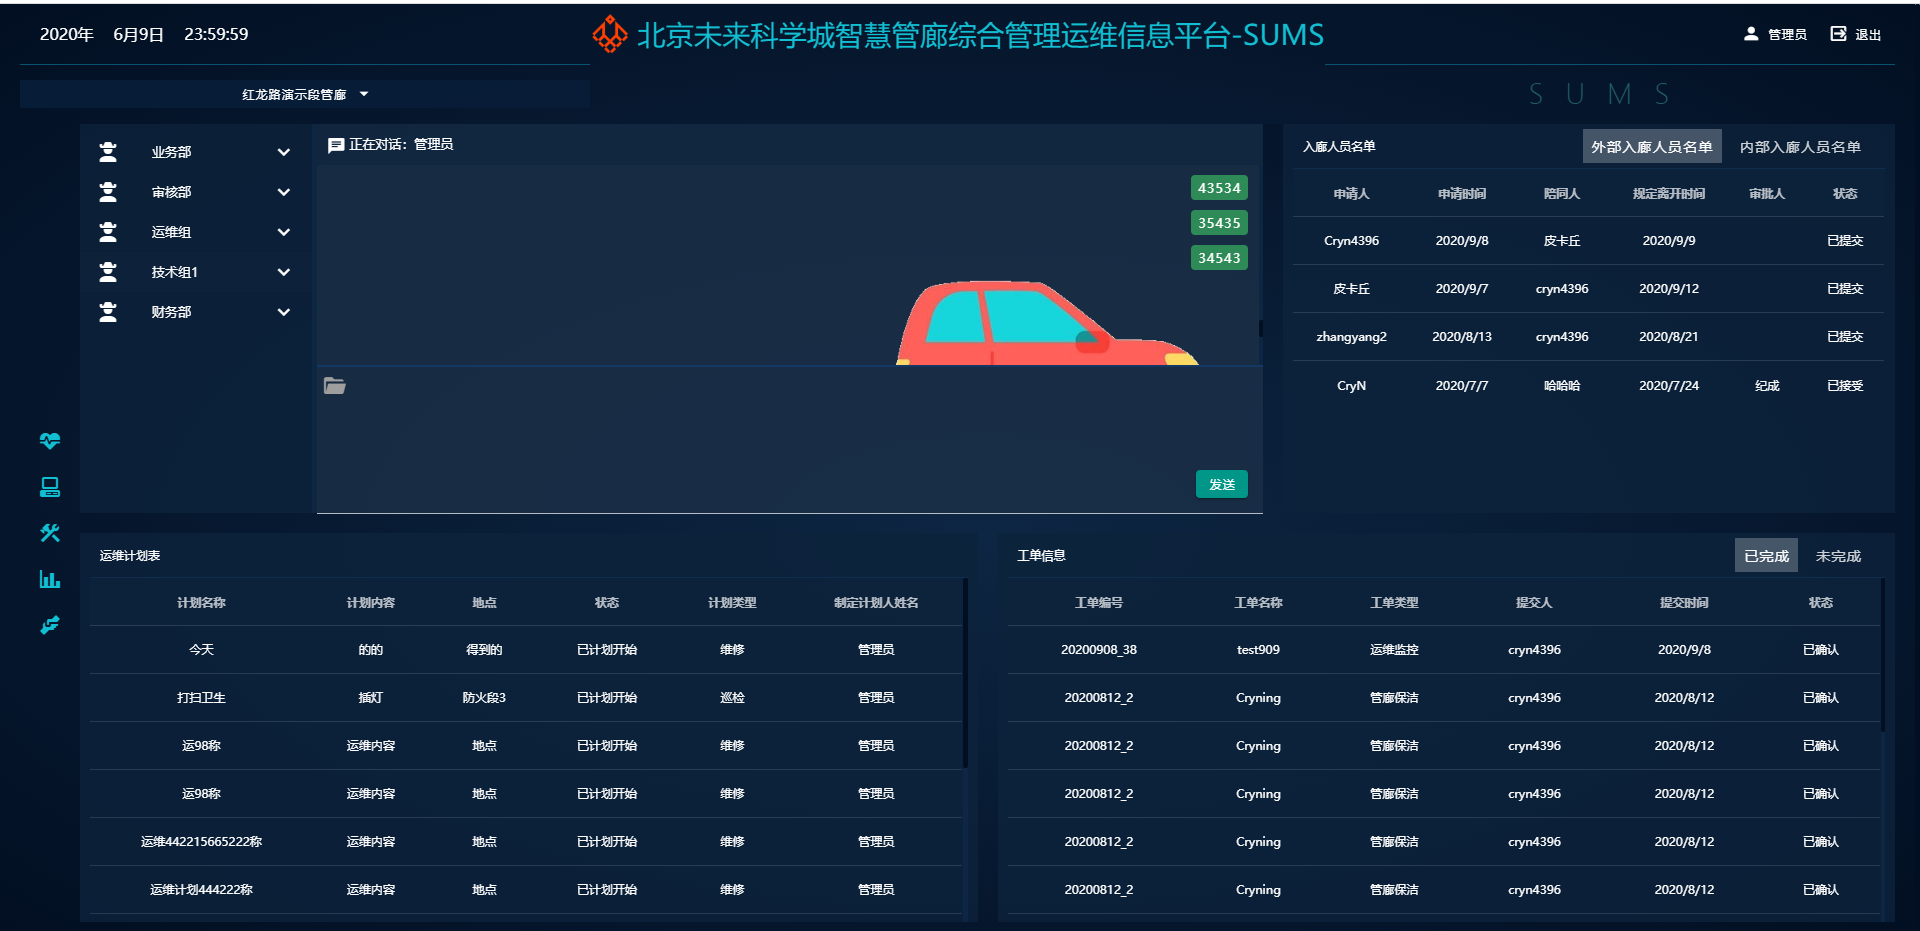 2020年 6月9日 23:59:59
北京未来科学城智慧管廊综合管理运维信息平台-SUMS
管理员 退出
红龙路演示段管廊
SUMS
业务部
审核部
运维组
技术组1
财务部
正在对话：管理员
43534
35435
34543
发送
入廊人员名单 外部入廊人员名单 内部入廊人员名单
申请人 申请时间 陪同人 规定离开时间 审批人 状态
Cryn4396 2020/9/8 皮卡丘 2020/9/9 已提交
皮卡丘 2020/9/7 cryn4396 2020/9/12 已提交
zhangyang2 2020/8/13 cryn4396 2020/8/21 已提交
CryN 2020/7/7 哈哈哈 2020/7/24 纪成 已接受
运维计划表
计划名称 计划内容 地点 状态 计划类型 制定计划人姓名
今天 的的 得到的 已计划开始 维修 管理员
打扫卫生 插灯 防火段3 已计划开始 巡检 管理员
运98称 运维内容 地点 已计划开始 维修 管理员
运98称 运维内容 地点 已计划开始 维修 管理员
运维442215665222称 运维内容 地点 已计划开始 维修 管理员
运维计划444222称 运维内容 地点 已计划开始 维修 管理员
工单信息 已完成 未完成
工单编号 工单名称 工单类型 提交人 提交时间 状态
20200908_38 test909 运维监控 cryn4396 2020/9/8 已确认
20200812_2 Cryning 管廊保洁 cryn4396 2020/8/12 已确认
20200812_2 Cryning 管廊保洁 cryn4396 2020/8/12 已确认
20200812_2 Cryning 管廊保洁 cryn4396 2020/8/12 已确认
20200812_2 Cryning 管廊保洁 cryn4396 2020/8/12 已确认
20200812_2 Cryning 管廊保洁 cryn4396 2020/8/12 已确认